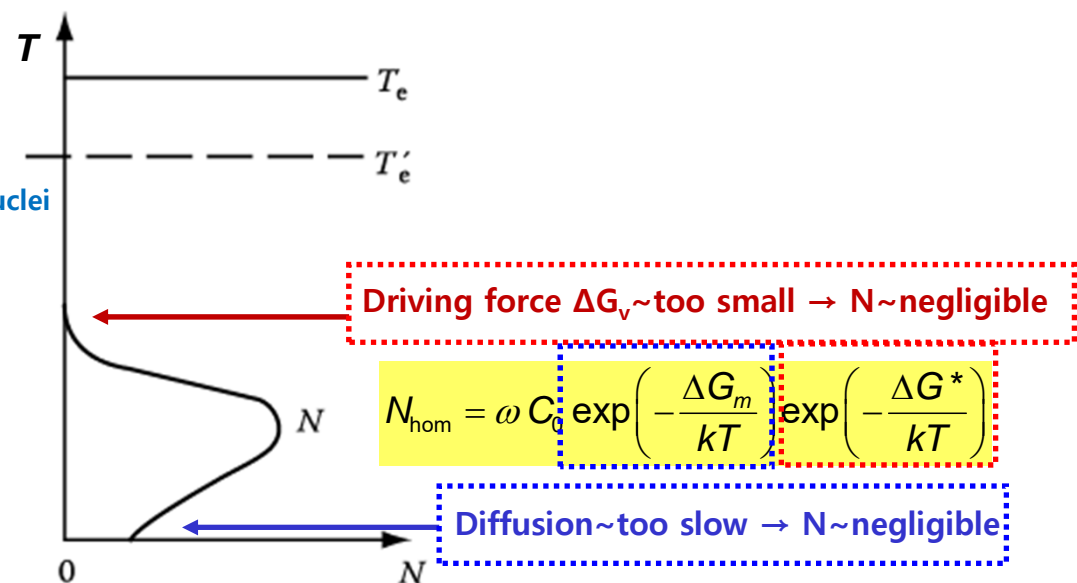 T
Tₑ
T′ₑ
uclei
Driving force ΔGᵥ~too small → N~negligible
N
N_hom = ω C₀ exp(−ΔG_m/kT) exp(−ΔG*/kT)
Diffusion~too slow → N~negligible
0
N